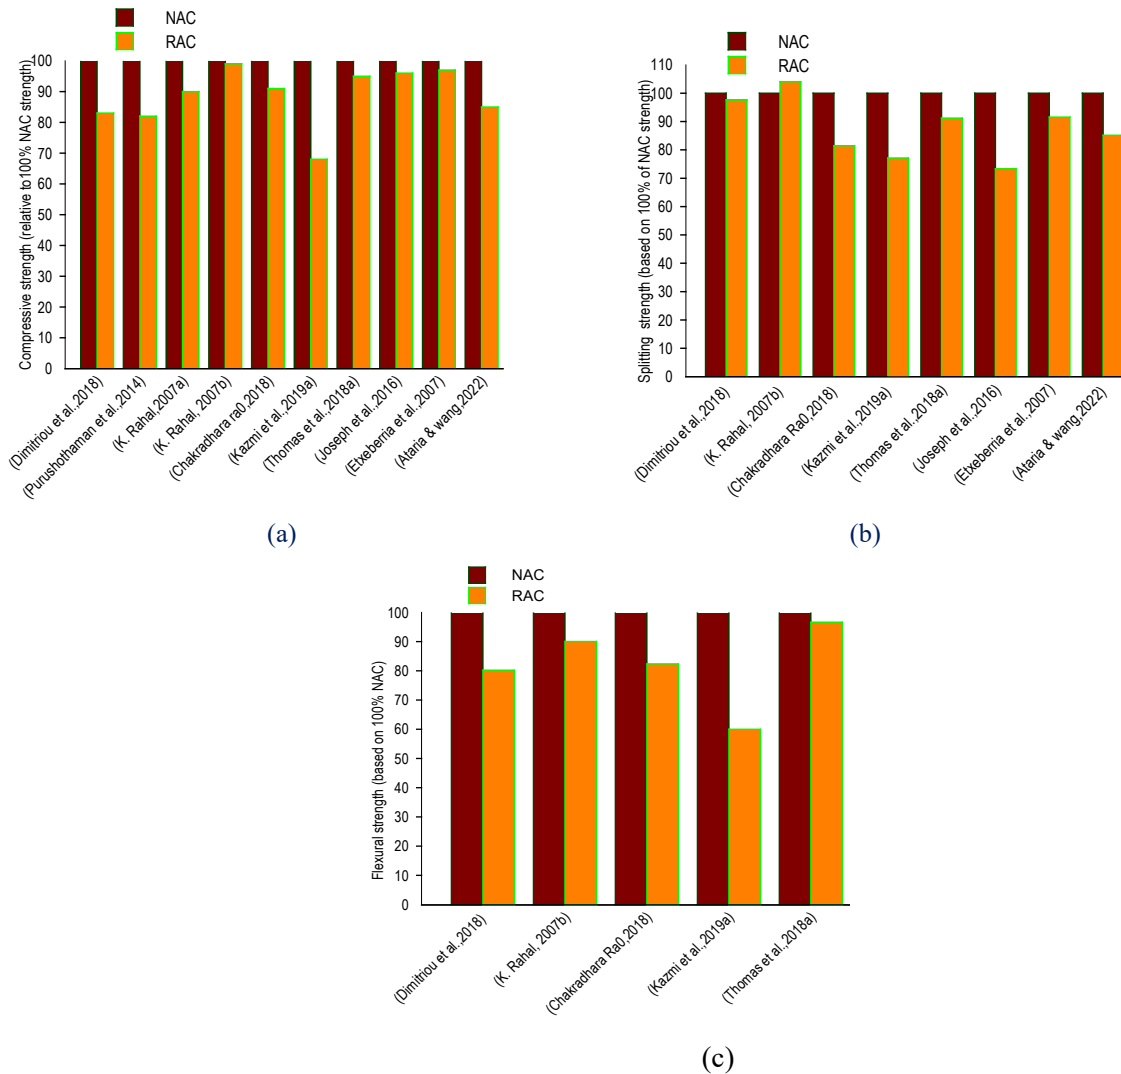 NAC
RAC
Compressive strength (relative to100% NAC strength)
100
90
80
70
60
50
40
30
20
10
0
(Dimitriou et al.,2018)
(Purushothaman et al.,2014)
(K. Rahal,2007a)
(K. Rahal, 2007b)
(Chakradhara ra0,2018)
(Kazmi et al.,2019a)
(Thomas et al.,2018a)
(Joseph et al.,2016)
(Etxeberria et al.,2007)
(Ataria & wang,2022)
(a)
NAC
RAC
Splitting strength (based on 100% of NAC strength)
110
100
90
80
70
60
50
40
30
20
10
0
(Dimitriou et al.,2018)
(K. Rahal, 2007b)
(Chakradhara Ra0,2018)
(Kazmi et al.,2019a)
(Thomas et al.,2018a)
(Joseph et al.,2016)
(Etxeberria et al.,2007)
(Ataria & wang,2022)
(b)
NAC
RAC
Flexural strength (based on 100% NAC)
100
90
80
70
60
50
40
30
20
10
0
(Dimitriou et al.,2018)
(K. Rahal, 2007b)
(Chakradhara Ra0,2018)
(Kazmi et al.,2019a)
(Thomas et al.,2018a)
(c)